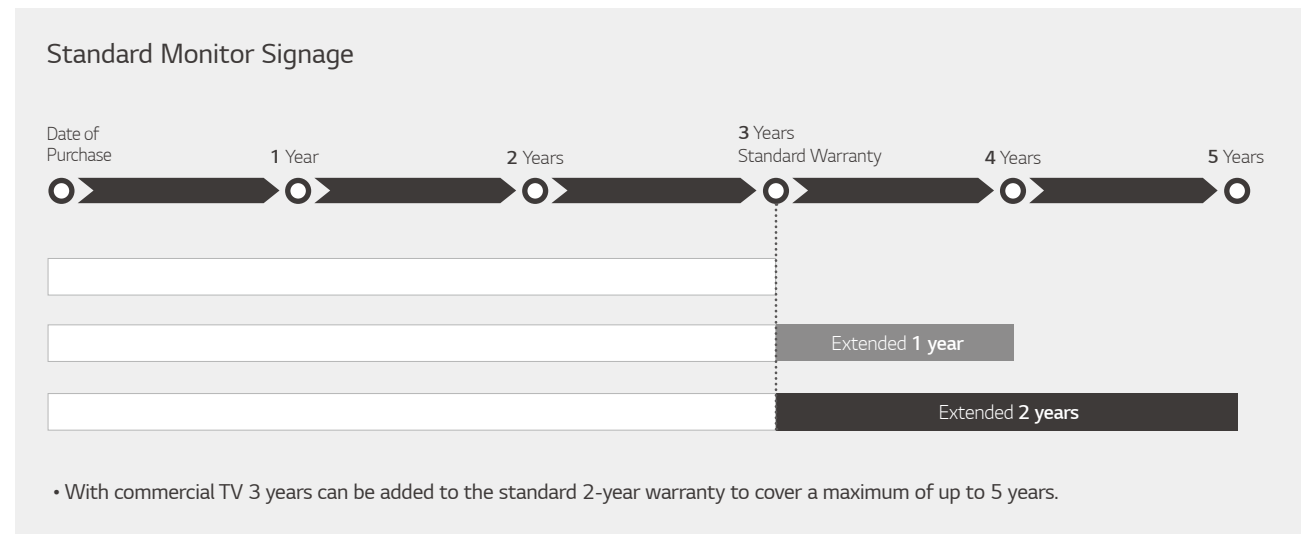 Standard Monitor Signage
Date of
Purchase
1 Year
2 Years
3 Years
Standard Warranty
4 Years
5 Years
Extended 1 year
Extended 2 years
• With commercial TV 3 years can be added to the standard 2-year warranty to cover a maximum of up to 5 years.